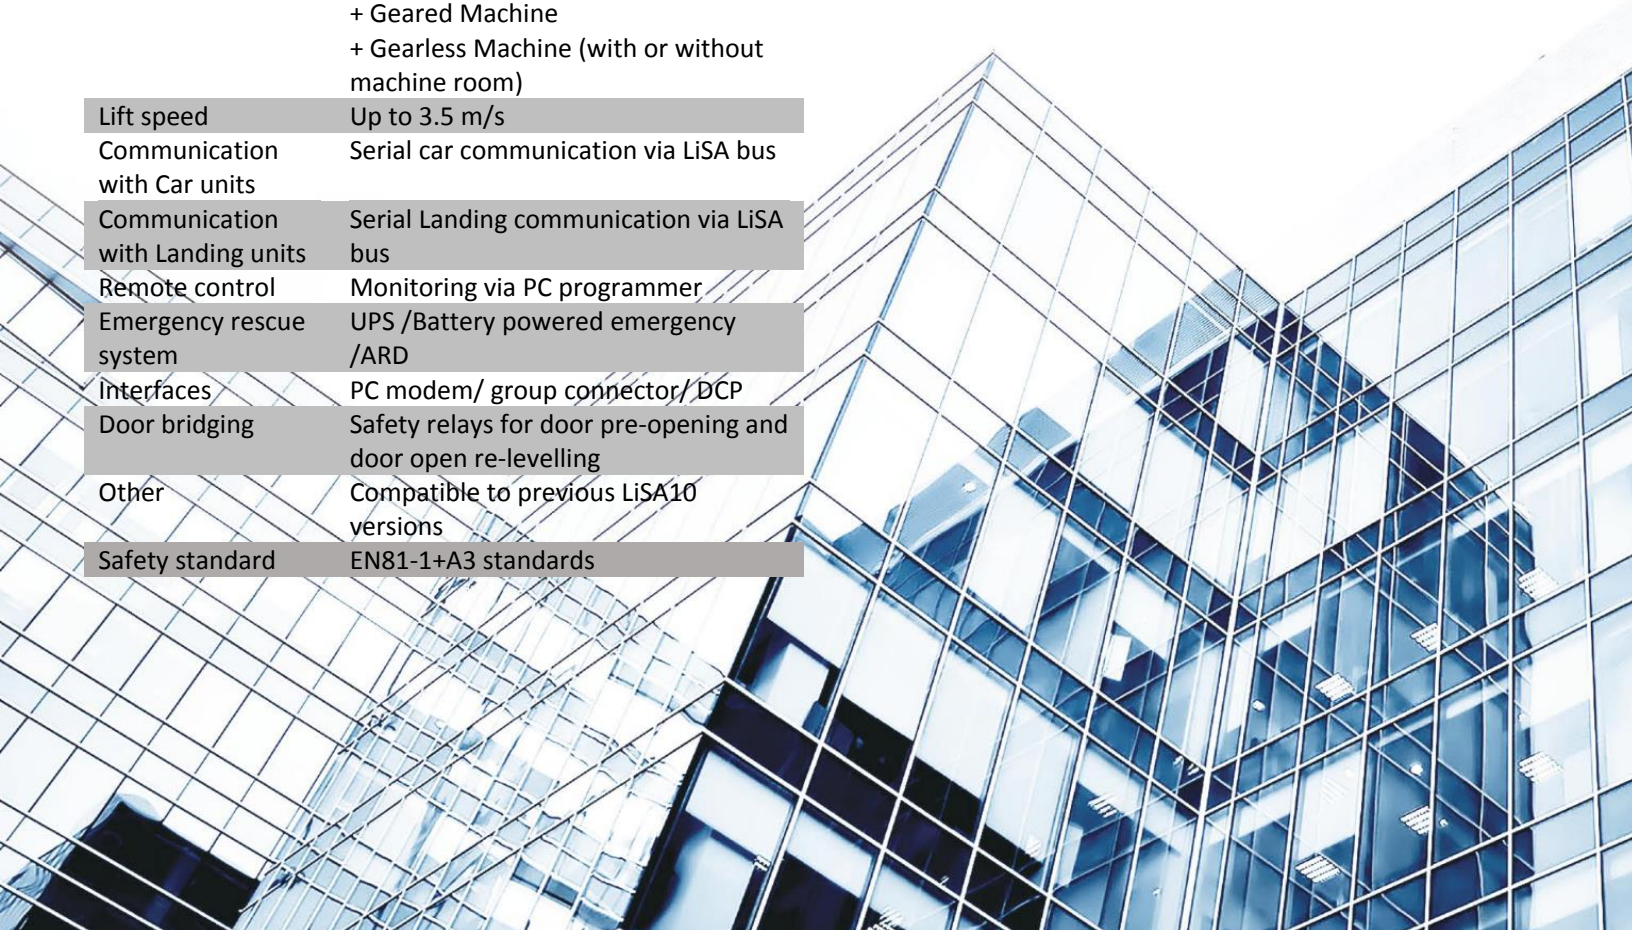 + Geared Machine
+ Gearless Machine (with or without
machine room)
Lift speed Up to 3.5 m/s
Communication Serial car communication via LiSA bus
with Car units
Communication Serial Landing communication via LiSA
with Landing units bus
Remote control Monitoring via PC programmer
Emergency rescue UPS /Battery powered emergency
system /ARD
Interfaces PC modem/ group connector/ DCP
Door bridging Safety relays for door pre-opening and
door open re-levelling
Other Compatible to previous LiSA10
versions
Safety standard EN81-1+A3 standards